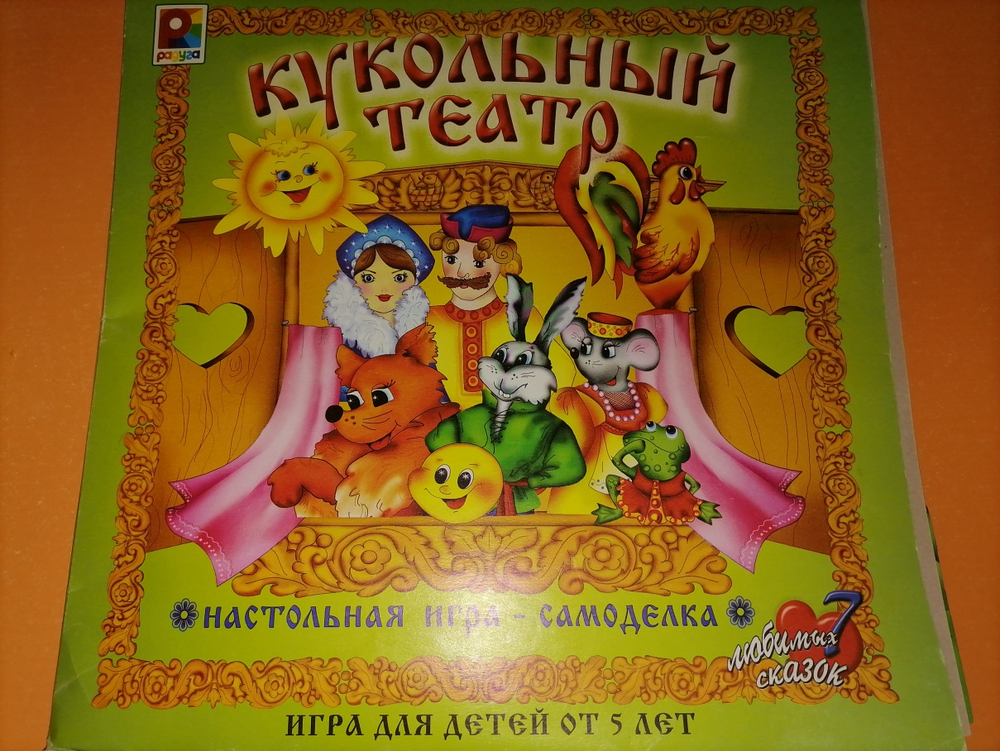 радуга
КУКОЛЬНЫЙ
ТЕАТР
НАСТОЛЬНАЯ ИГРА - САМОДЕЛКА
7
любимых
сказок
ИГРА ДЛЯ ДЕТЕЙ ОТ 5 ЛЕТ